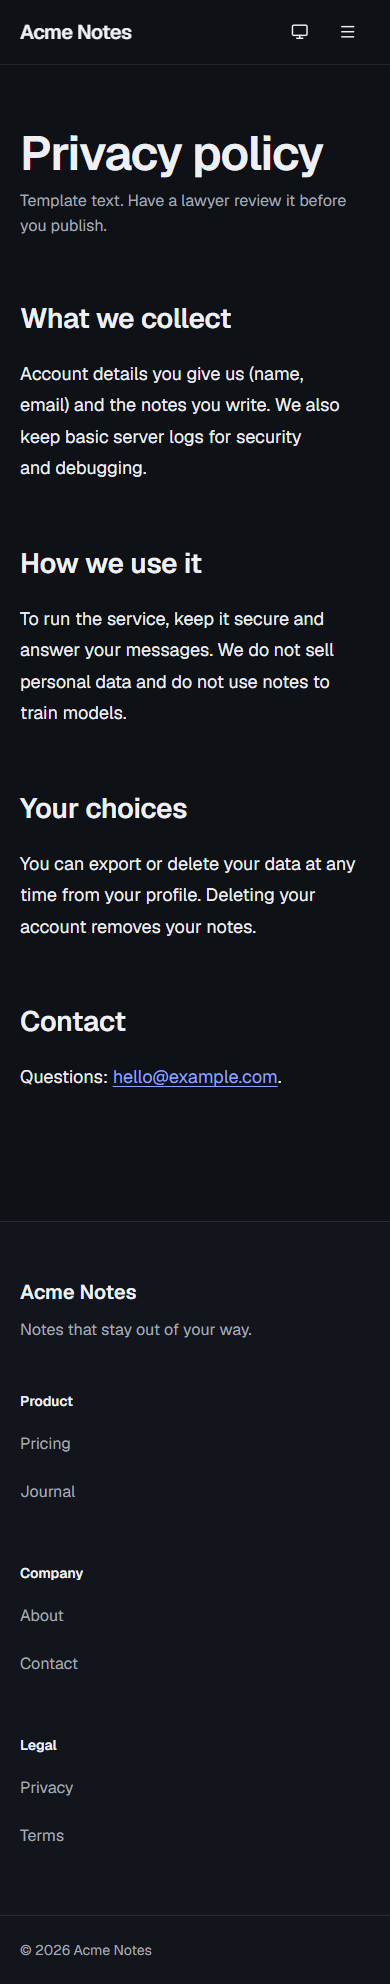 Acme Notes
Privacy policy
Template text. Have a lawyer review it before
you publish.
What we collect
Account details you give us (name,
email) and the notes you write. We also
keep basic server logs for security
and debugging.
How we use it
To run the service, keep it secure and
answer your messages. We do not sell
personal data and do not use notes to
train models.
Your choices
You can export or delete your data at any
time from your profile. Deleting your
account removes your notes.
Contact
Questions: hello@example.com.
Acme Notes
Notes that stay out of your way.
Product
Pricing
Journal
Company
About
Contact
Legal
Privacy
Terms
© 2026 Acme Notes